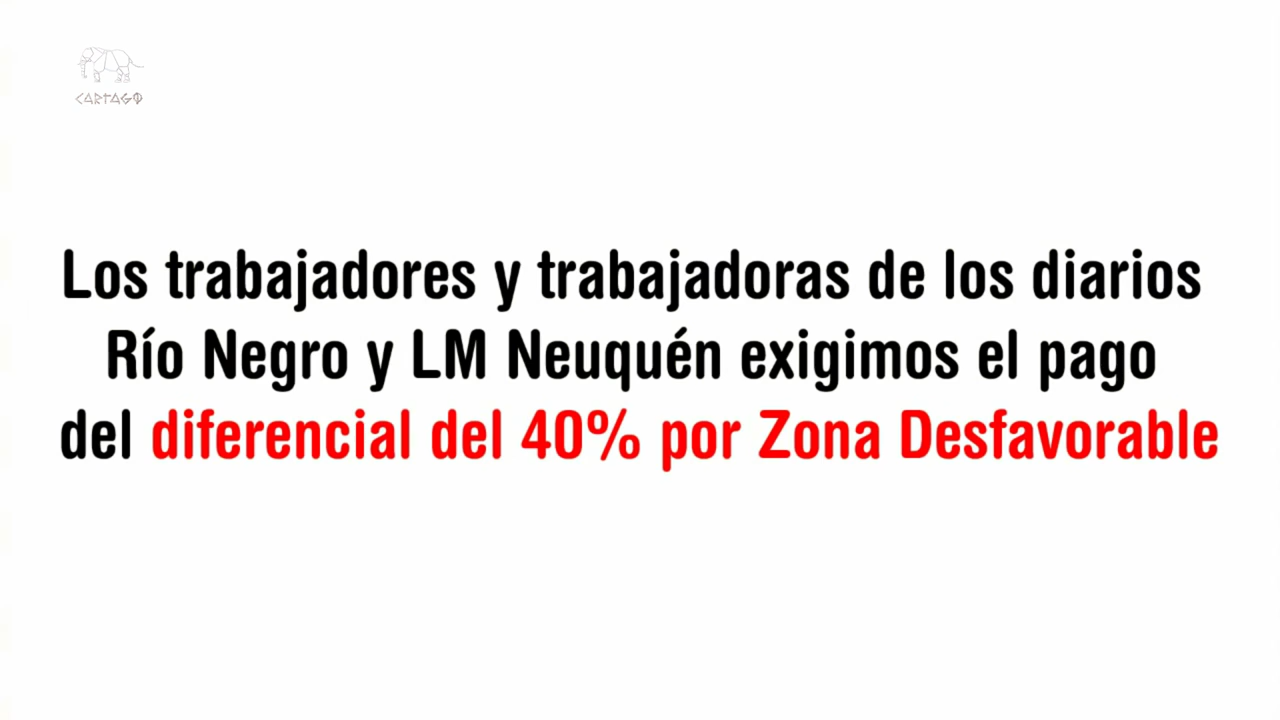 CARTAGO
Los trabajadores y trabajadoras de los diarios
Río Negro y LM Neuquén exigimos el pago
del diferencial del 40% por Zona Desfavorable